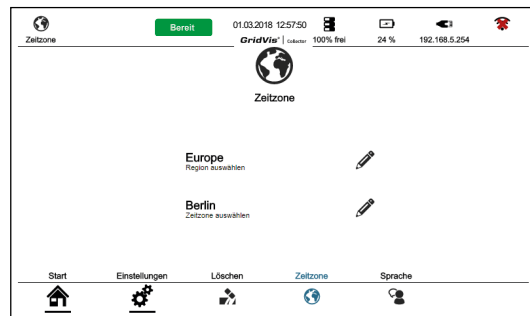 Zeitzone
Bereit
01.03.2018 12:57:50
GridVis® | Collector
100% frei
24 %
192.168.5.254
Zeitzone
Europe
Region auswählen
Berlin
Zeitzone auswählen
Start Einstellungen Löschen Zeitzone Sprache